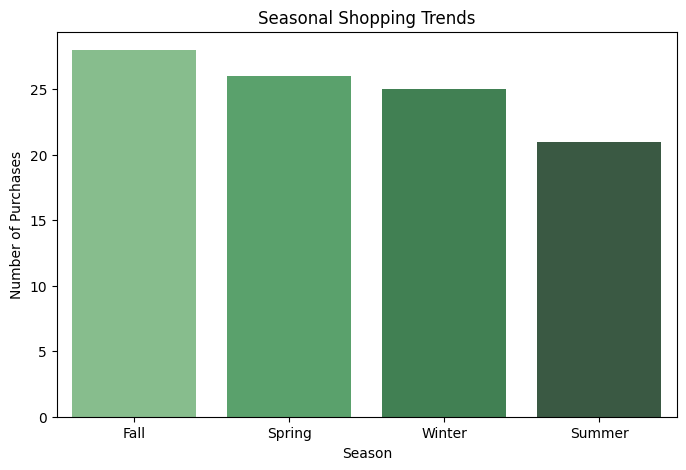 Seasonal Shopping Trends
Number of Purchases
25
20
15
10
5
0
Fall Spring Winter Summer
Season